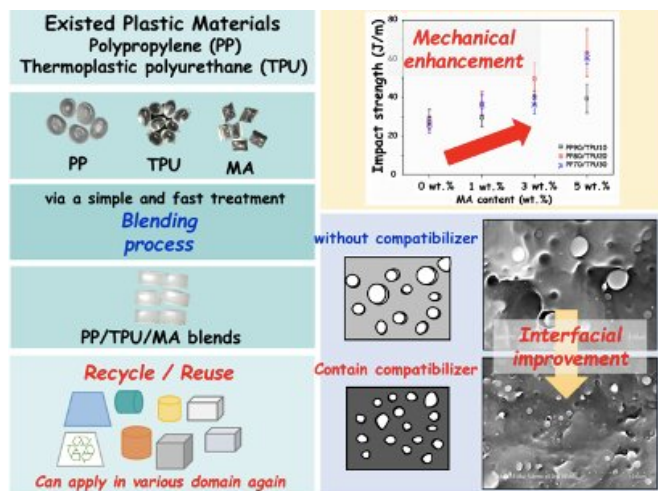 Existed Plastic Materials
Polypropylene (PP)
Thermoplastic polyurethane (TPU)
PP
TPU
MA
via a simple and fast treatment
Blending
process
PP/TPU/MA blends
Recycle / Reuse
Can apply in various domain again
Mechanical
enhancement
Impact strength (J/m)
80
60
40
20
0
PP90/TPU10
PP80/TPU20
PP70/TPU30
0 wt.%
1 wt.%
3 wt.%
5 wt.%
MA content (wt.%)
without compatibilizer
Contain compatibilizer
Interfacial
improvement